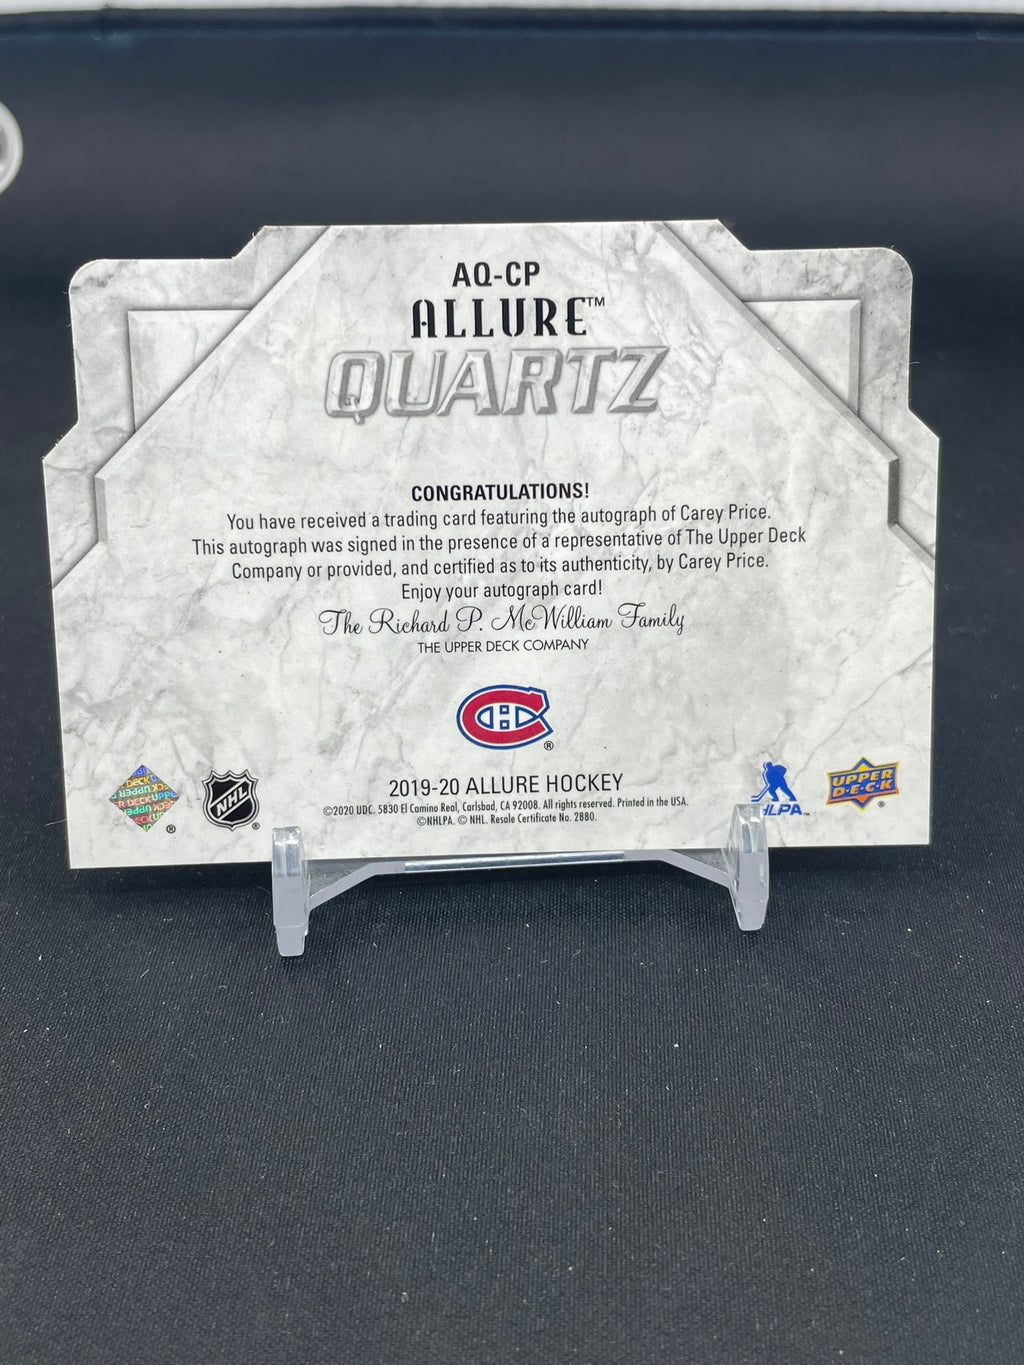 AQ-CP
ALLURE™
QUARTZ
CONGRATULATIONS!
You have received a trading card featuring the autograph of Carey Price.
This autograph was signed in the presence of a representative of The Upper Deck
Company or provided, and certified as to its authenticity, by Carey Price.
Enjoy your autograph card!
The Richard P. McWilliam Family
THE UPPER DECK COMPANY
®
2019-20 ALLURE HOCKEY
©2020 UDC. 5830 El Camino Real, Carlsbad, CA 92008. All rights reserved. Printed in the USA.
©NHLPA. © NHL. Resale Certificate No. 2880.
®
NHL ®
HLPA™
UPPER
DECK ®